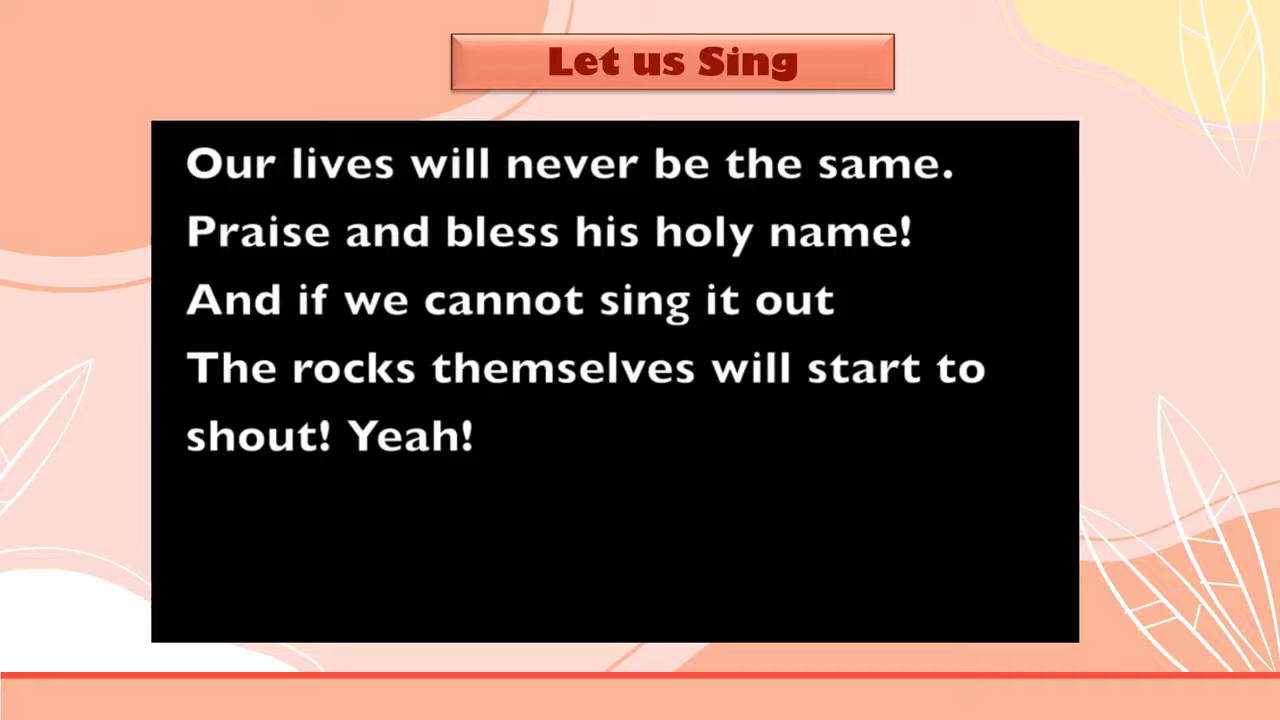 Let us Sing
Our lives will never be the same.
Praise and bless his holy name!
And if we cannot sing it out
The rocks themselves will start to
shout! Yeah!